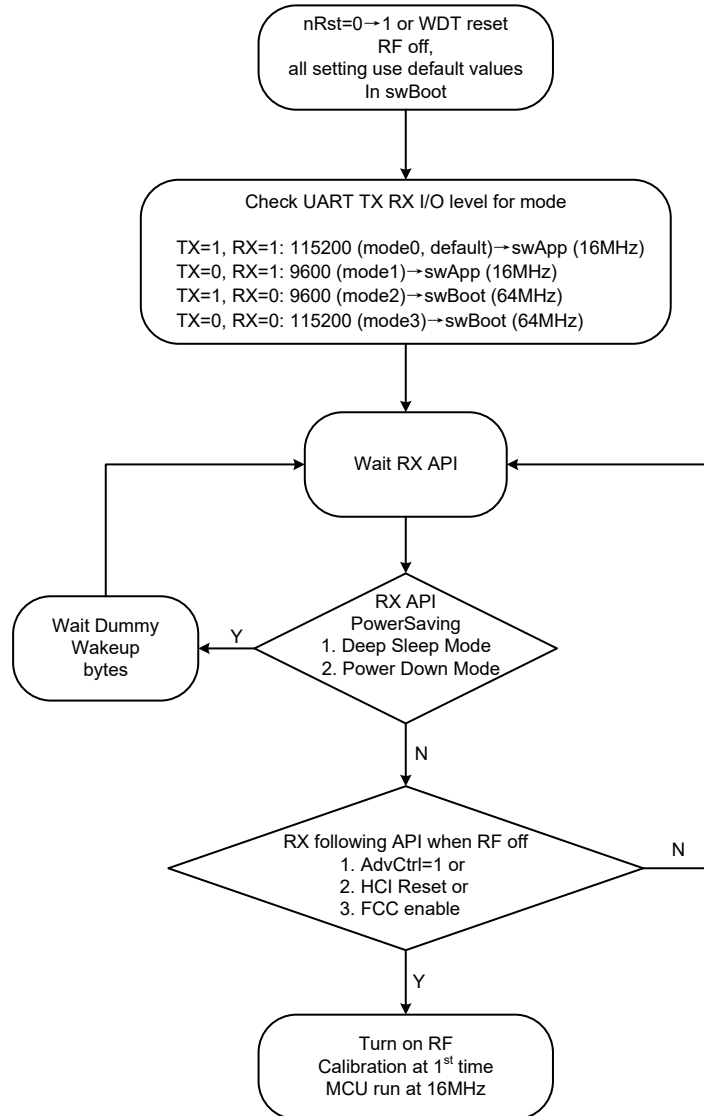 nRst=0→1 or WDT reset
RF off,
all setting use default values
In swBoot
Check UART TX RX I/O level for mode
TX=1, RX=1: 115200 (mode0, default)→swApp (16MHz)
TX=0, RX=1: 9600 (mode1)→swApp (16MHz)
TX=1, RX=0: 9600 (mode2)→swBoot (64MHz)
TX=0, RX=0: 115200 (mode3)→swBoot (64MHz)
Wait RX API
RX API
PowerSaving
1. Deep Sleep Mode
2. Power Down Mode
Y
Wait Dummy
Wakeup
bytes
N
RX following API when RF off
1. AdvCtrl=1 or
2. HCI Reset or
3. FCC enable
N
Y
Turn on RF
Calibration at 1st time
MCU run at 16MHz